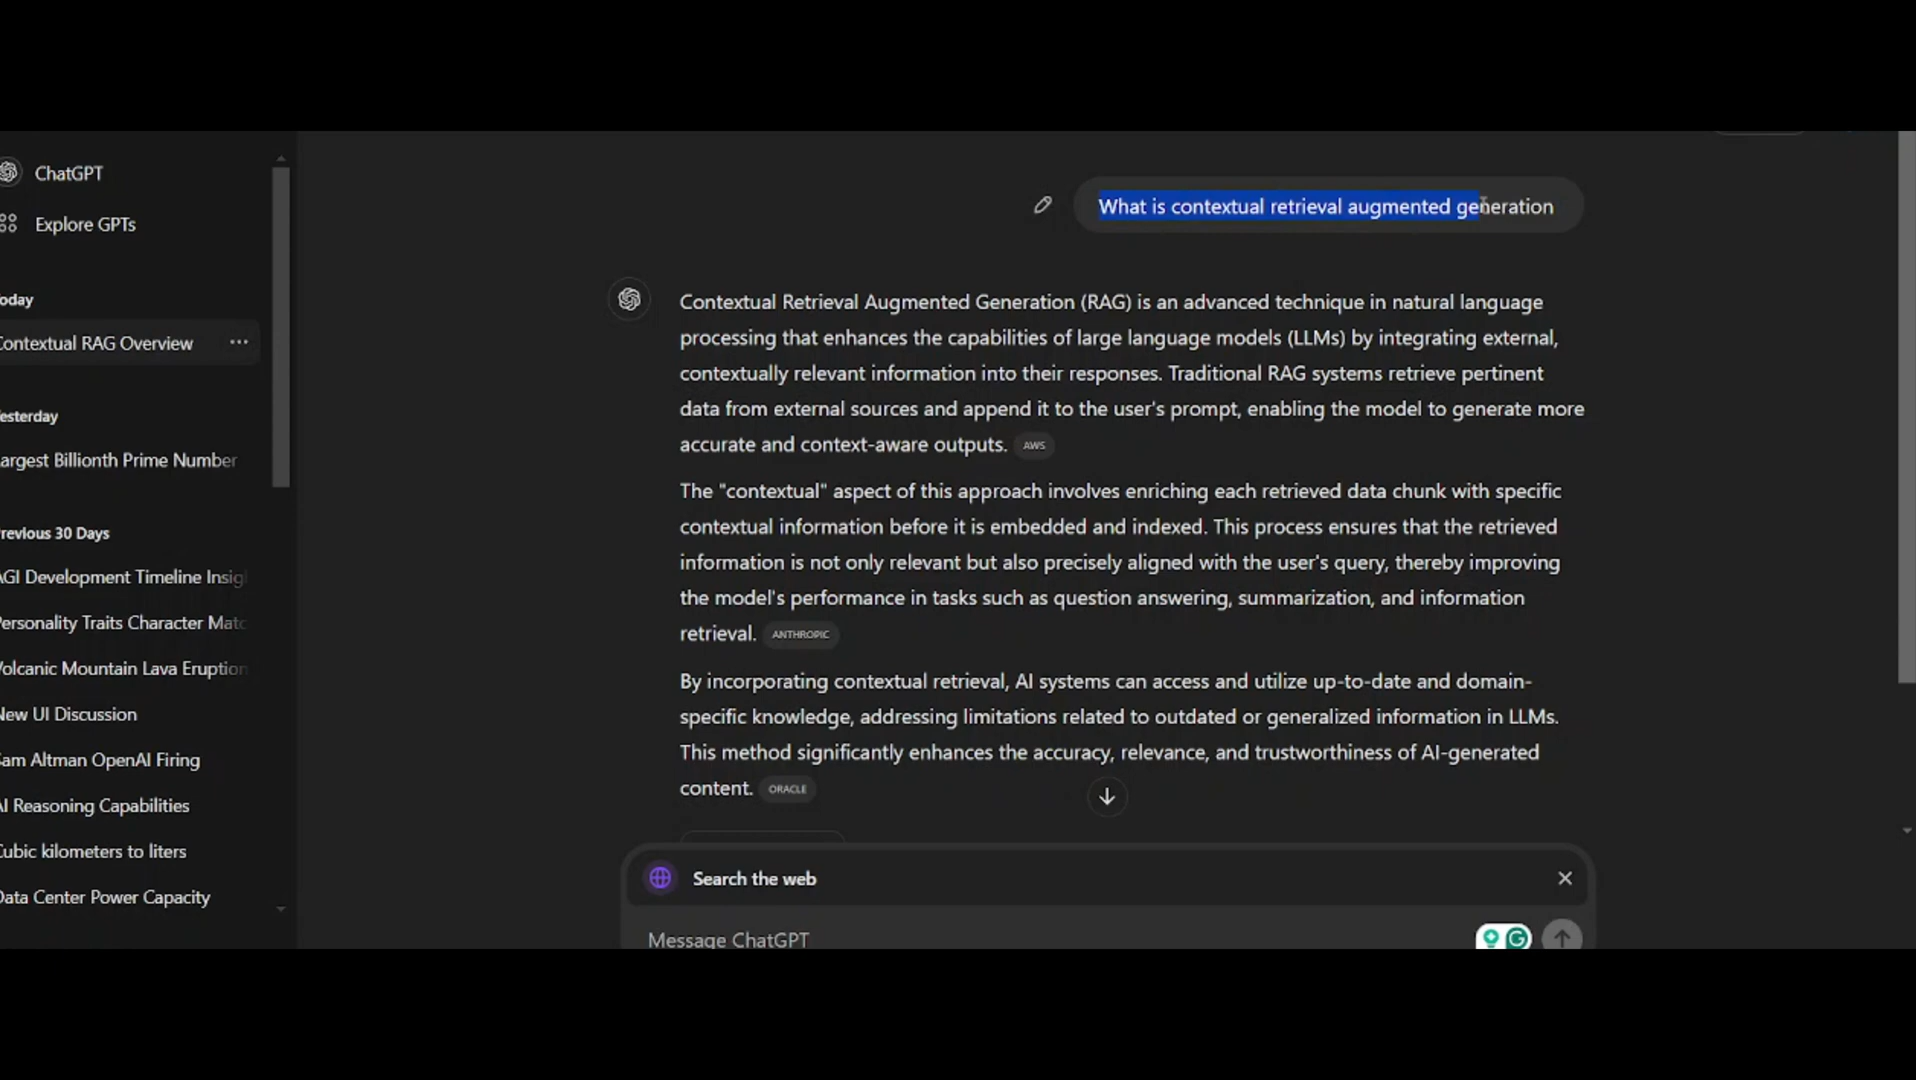 ChatGPT
Explore GPTs
oday
Contextual RAG Overview
esterday
argest Billionth Prime Number
revious 30 Days
AGI Development Timeline Insig
Personality Traits Character Matc
Volcanic Mountain Lava Eruption
New UI Discussion
Sam Altman OpenAI Firing
AI Reasoning Capabilities
Cubic kilometers to liters
Data Center Power Capacity
What is contextual retrieval augmented generation
Contextual Retrieval Augmented Generation (RAG) is an advanced technique in natural language
processing that enhances the capabilities of large language models (LLMs) by integrating external,
contextually relevant information into their responses. Traditional RAG systems retrieve pertinent
data from external sources and append it to the user's prompt, enabling the model to generate more
accurate and context-aware outputs. AWS
The "contextual" aspect of this approach involves enriching each retrieved data chunk with specific
contextual information before it is embedded and indexed. This process ensures that the retrieved
information is not only relevant but also precisely aligned with the user's query, thereby improving
the model's performance in tasks such as question answering, summarization, and information
retrieval. ANTHROPIC
By incorporating contextual retrieval, AI systems can access and utilize up-to-date and domain-
specific knowledge, addressing limitations related to outdated or generalized information in LLMs.
This method significantly enhances the accuracy, relevance, and trustworthiness of AI-generated
content. ORACLE
Search the web
Message ChatGPT